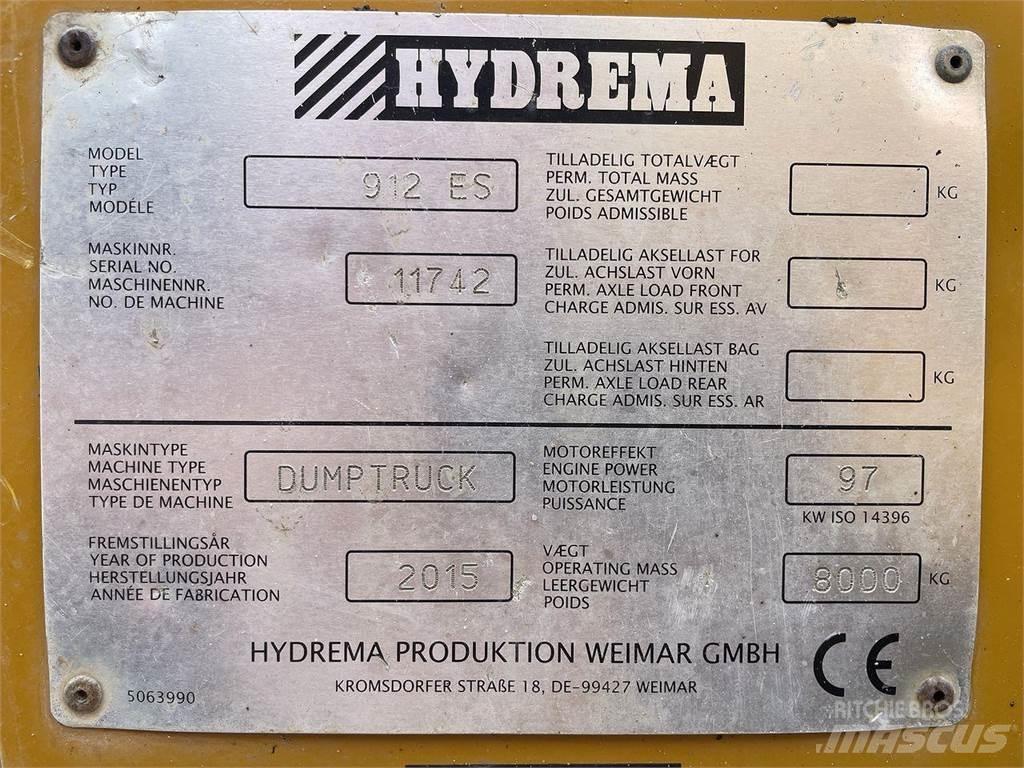 HYDREMA
MODEL
TYPE
TYP
MODÉLE
912 ES
TILLADELIG TOTALVÆGT
PERM. TOTAL MASS
ZUL. GESAMTGEWICHT
POIDS ADMISSIBLE
KG
MASKINNR.
SERIAL NO.
MASCHINENNR.
NO. DE MACHINE
11742
TILLADELIG AKSELLAST FOR
ZUL. ACHSLAST VORN
PERM. AXLE LOAD FRONT
CHARGE ADMIS. SUR ESS. AV
KG
TILLADELIG AKSELLAST BAG
ZUL. ACHSLAST HINTEN
PERM. AXLE LOAD REAR
CHARGE ADMIS. SUR ESS. AR
KG
MASKINTYPE
MACHINE TYPE
MASCHIENENTYP
TYPE DE MACHINE
DUMPTRUCK
MOTOREFFEKT
ENGINE POWER
MOTORLEISTUNG
PUISSANCE
97
KW ISO 14396
FREMSTILLINGSÅR
YEAR OF PRODUCTION
HERSTELLUNGSJAHR
ANNÉE DE FABRICATION
2015
VÆGT
OPERATING MASS
LEERGEWICHT
POIDS
8000
KG
HYDREMA PRODUKTION WEIMAR GMBH
KROMSDORFER STRAßE 18, DE-99427 WEIMAR
CE
5063990
RITCHIE BROS
MASCUS